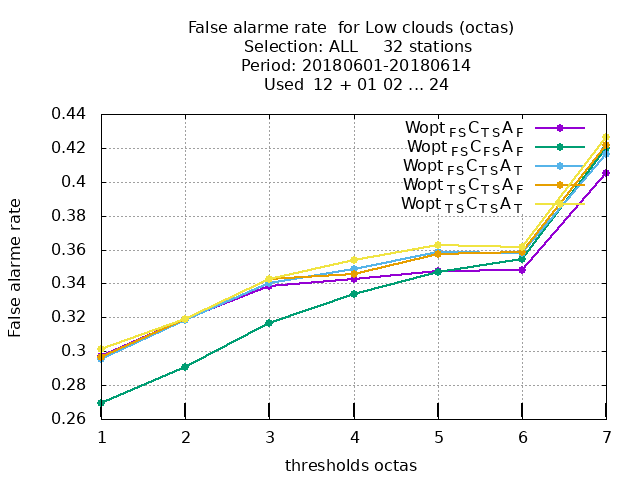 False alarme rate  for Low clouds (octas)
Selection: ALL     32 stations
Period: 20180601-20180614
Used  12 + 01 02 ... 24
0.44
0.42
0.4
0.38
0.36
0.34
0.32
0.3
0.28
0.26
False alarme rate
Wopt FS C TS A F
Wopt FS C FS A F
Wopt FS C TS A T
Wopt TS C TS A F
Wopt TS C TS A T
1 2 3 4 5 6 7
thresholds octas